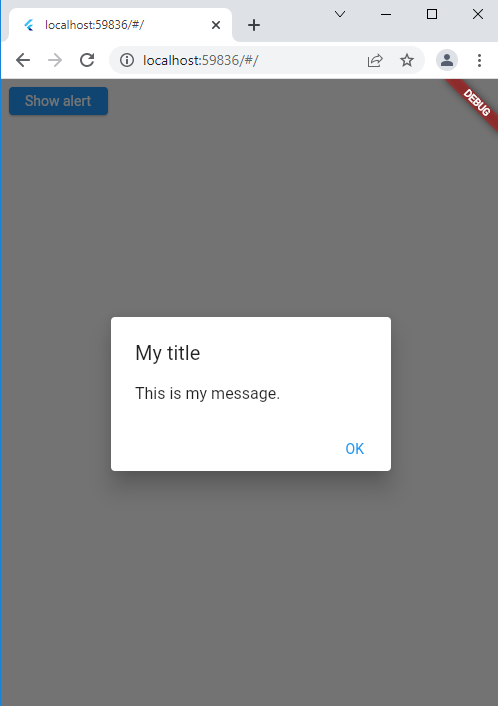 localhost:59836/#/
localhost:59836/#/
Show alert
DEBUG
My title
This is my message.
OK